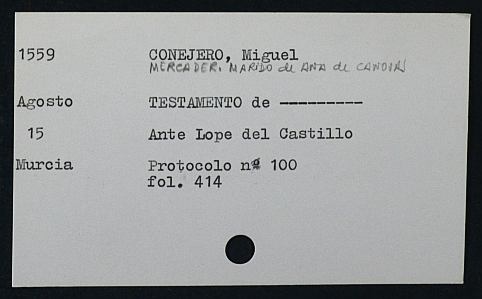 1559 CONEJERO, Miguel
MERCADER. MARIDO de ANA de CANOVAS
Agosto TESTAMENTO de ---------
15 Ante Lope del Castillo
Murcia Protocolo nº 100
fol. 414